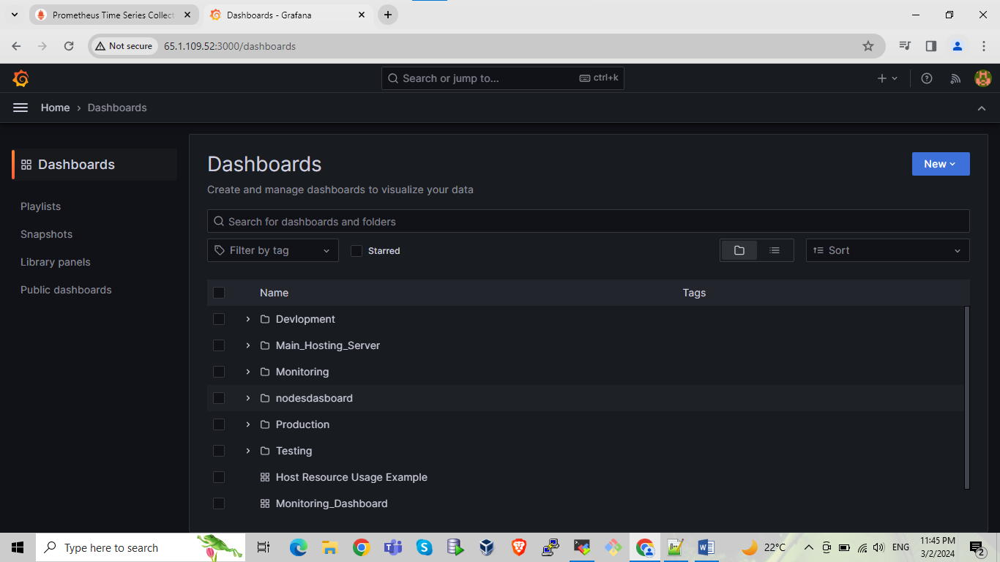 Prometheus Time Series Collect
Dashboards - Grafana
Not secure
65.1.109.52:3000/dashboards
Search or jump to...
ctrl+k
Home
Dashboards
Dashboards
Playlists
Snapshots
Library panels
Public dashboards
Dashboards
New
Create and manage dashboards to visualize your data
Search for dashboards and folders
Filter by tag
Starred
Sort
Name
Tags
Devlopment
Main_Hosting_Server
Monitoring
nodesdasboard
Production
Testing
Host Resource Usage Example
Monitoring_Dashboard
Type here to search
22°C
ENG
11:45 PM
3/2/2024
2